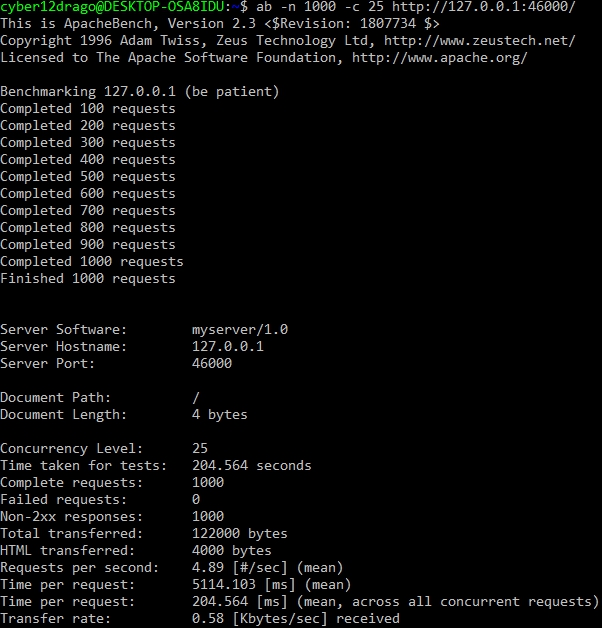 cyber12drago@DESKTOP-OSA8IDU:~$ ab -n 1000 -c 25 http://127.0.0.1:46000/
This is ApacheBench, Version 2.3 <$Revision: 1807734 $>
Copyright 1996 Adam Twiss, Zeus Technology Ltd, http://www.zeustech.net/
Licensed to The Apache Software Foundation, http://www.apache.org/
Benchmarking 127.0.0.1 (be patient)
Completed 100 requests
Completed 200 requests
Completed 300 requests
Completed 400 requests
Completed 500 requests
Completed 600 requests
Completed 700 requests
Completed 800 requests
Completed 900 requests
Completed 1000 requests
Finished 1000 requests
Server Software: myserver/1.0
Server Hostname: 127.0.0.1
Server Port: 46000
Document Path: /
Document Length: 4 bytes
Concurrency Level: 25
Time taken for tests: 204.564 seconds
Complete requests: 1000
Failed requests: 0
Non-2xx responses: 1000
Total transferred: 122000 bytes
HTML transferred: 4000 bytes
Requests per second: 4.89 [#/sec] (mean)
Time per request: 5114.103 [ms] (mean)
Time per request: 204.564 [ms] (mean, across all concurrent requests)
Transfer rate: 0.58 [Kbytes/sec] received